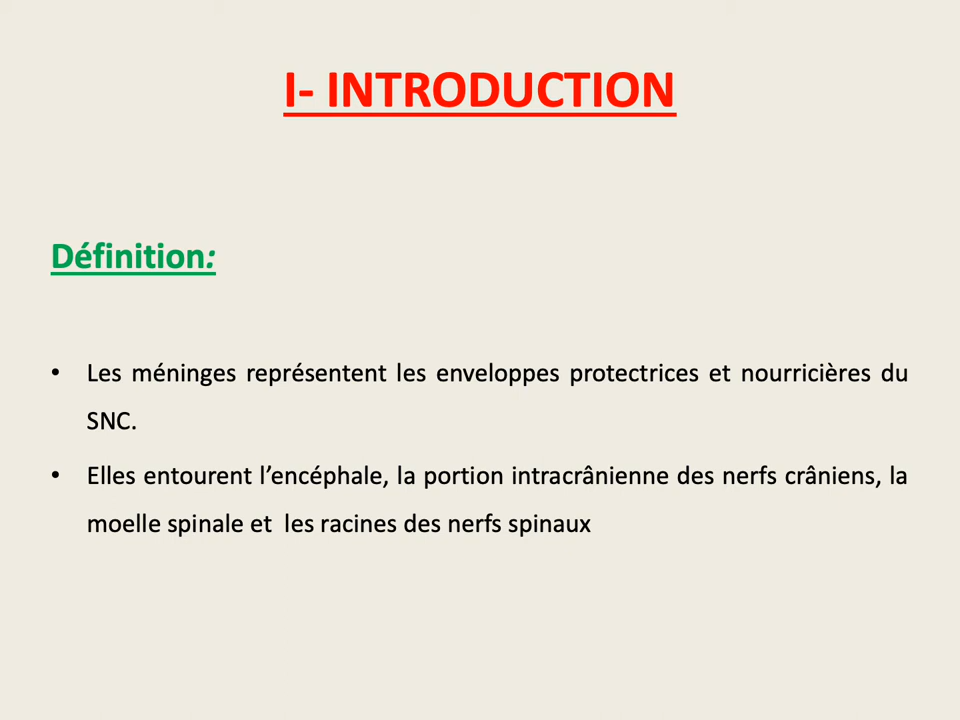 I- INTRODUCTION
Définition:
• Les méninges représentent les enveloppes protectrices et nourricières du
SNC.
• Elles entourent l’encéphale, la portion intracrânienne des nerfs crâniens, la
moelle spinale et  les racines des nerfs spinaux